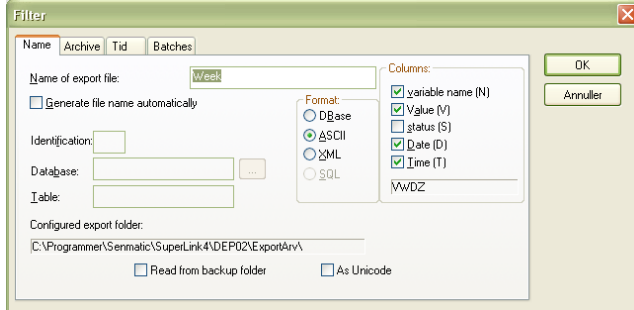 Filter
Name Archive Tid Batches
Name of export file: Week
Generate file name automatically
Identification:
Database: ...
Table:
Format:
DBase
ASCII
XML
SQL
Columns:
variable name (N)
Value (V)
status (S)
Date (D)
Time (T)
VWDZ
OK
Annuller
Configured export folder:
C:\Programmer\Senmatic\SuperLink4\DEP02\ExportArv\
Read from backup folder As Unicode